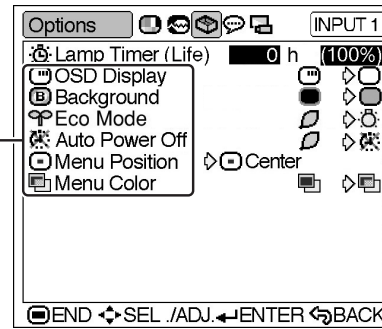 Options INPUT 1
Lamp Timer (Life) 0 h (100%)
OSD Display
B Background
Eco Mode
Auto Power Off
Menu Position Center
Menu Color
END SEL ./ADJ. ENTER BACK